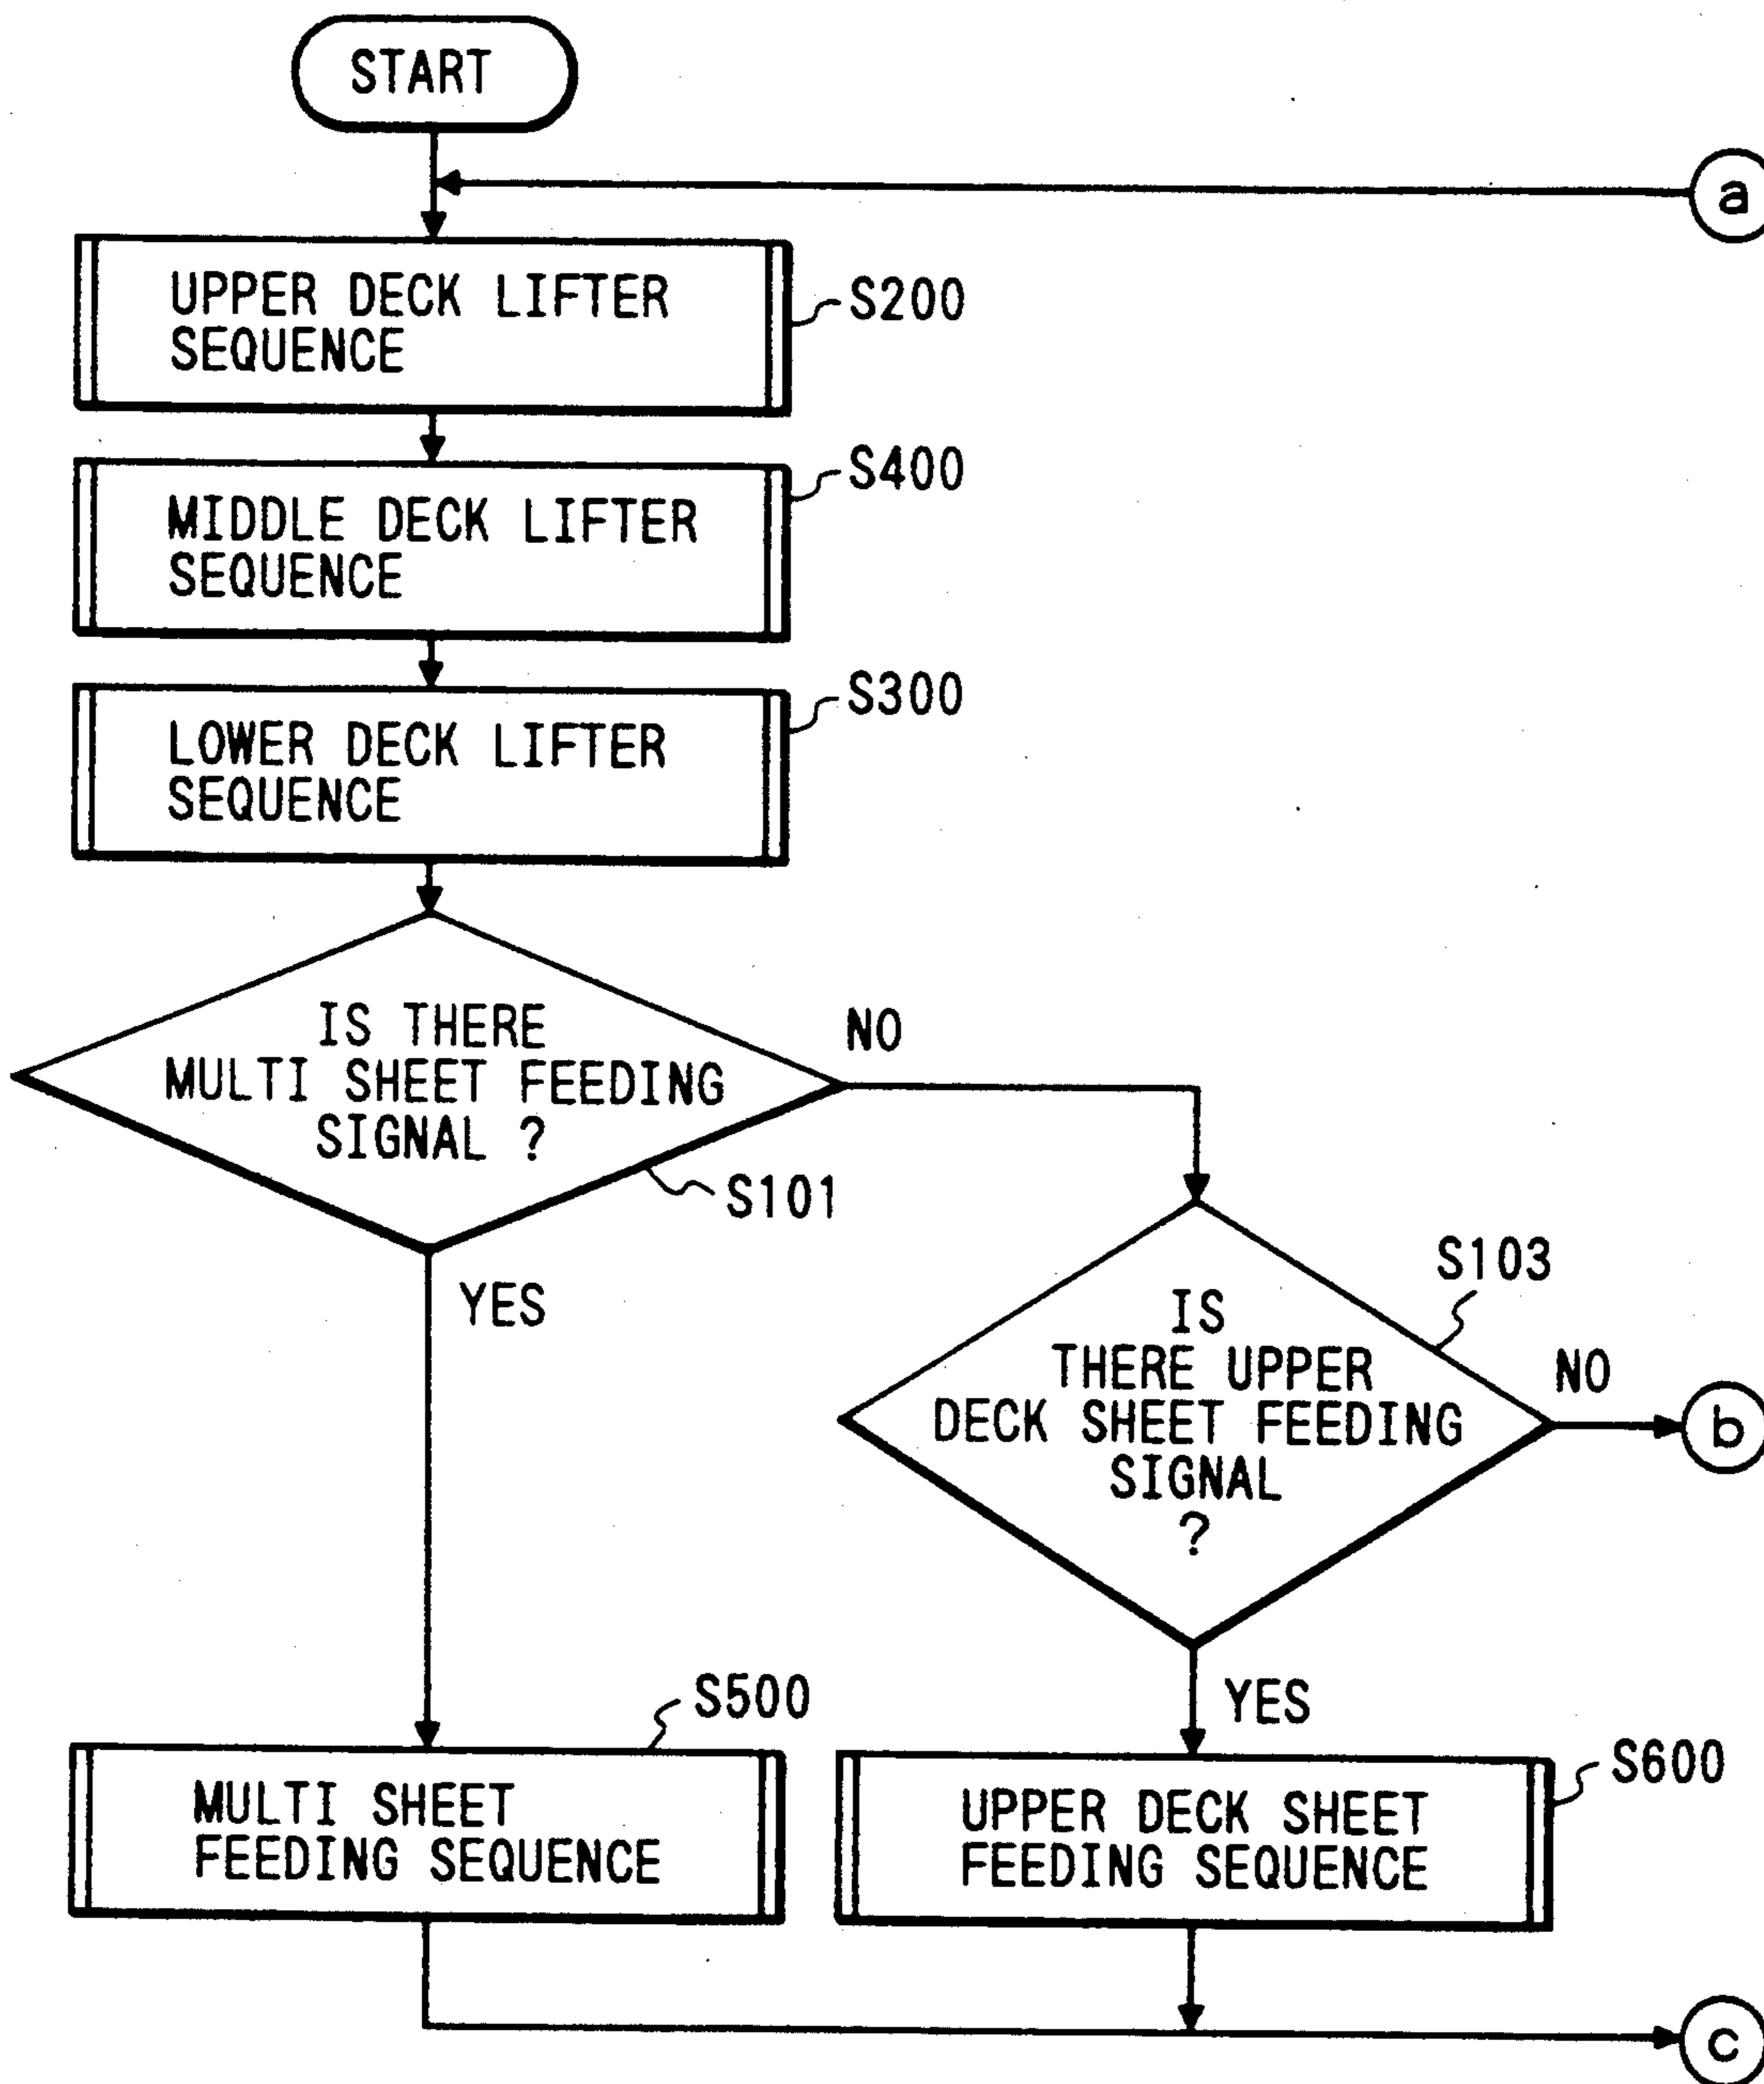 START
a
UPPER DECK LIFTER
SEQUENCE
S200
MIDDLE DECK LIFTER
SEQUENCE
S400
LOWER DECK LIFTER
SEQUENCE
S300
IS THERE
MULTI SHEET FEEDING
SIGNAL ?
NO
S101
YES
S103
IS
THERE UPPER
DECK SHEET FEEDING
SIGNAL
?
NO
b
YES
S500
MULTI SHEET
FEEDING SEQUENCE
S600
UPPER DECK SHEET
FEEDING SEQUENCE
c